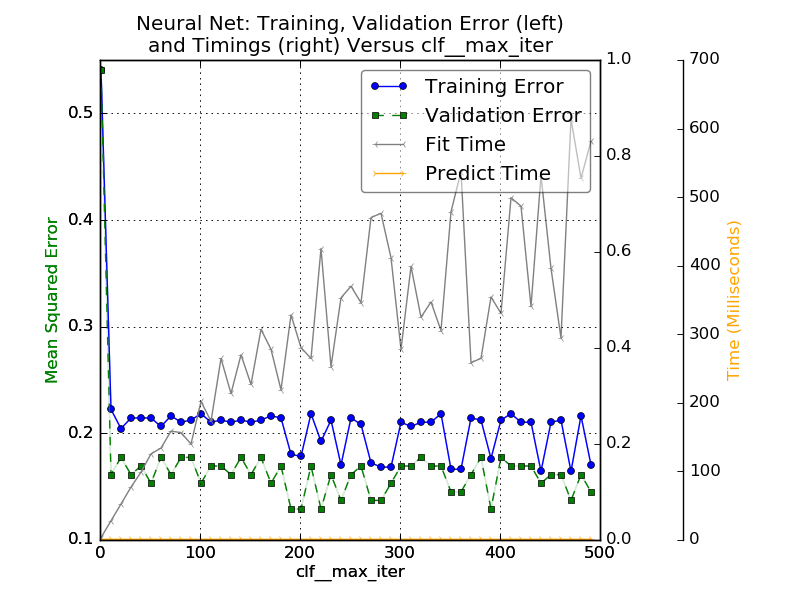 Neural Net: Training, Validation Error (left)
and Timings (right) Versus clf__max_iter
Training Error
Validation Error
Fit Time
Predict Time
Mean Squared Error
0.5
0.4
0.3
0.2
0.1
1.0
0.8
0.6
0.4
0.2
0.0
700
600
500
400
300
200
100
0
Time (Milliseconds)
0 100 200 300 400 500
clf__max_iter